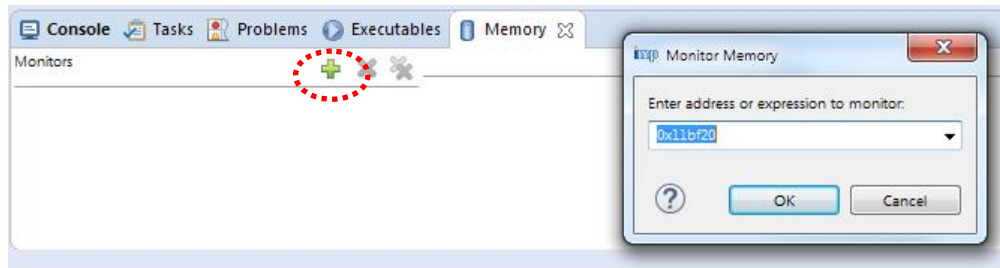 Console Tasks Problems Executables Memory
Monitors
Monitor Memory
Enter address or expression to monitor:
0x11bf20
? OK Cancel